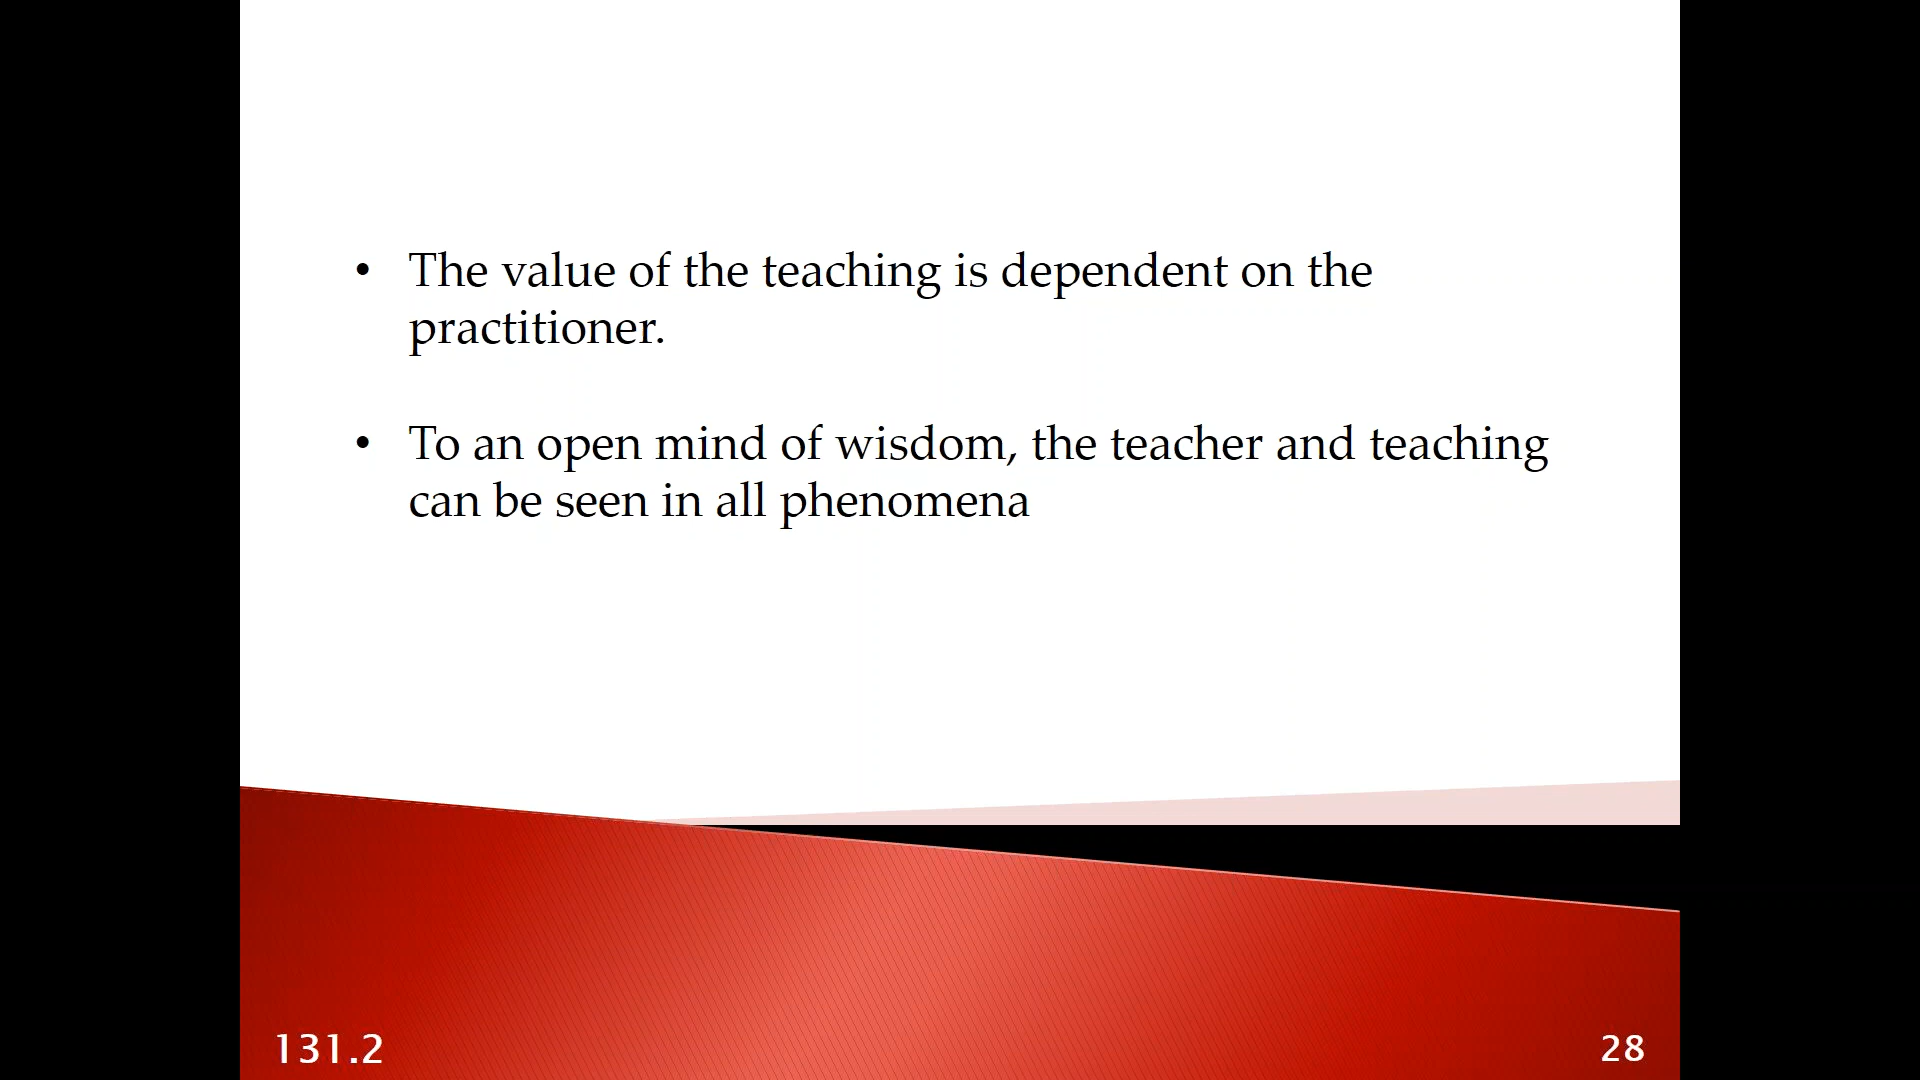 • The value of the teaching is dependent on the
practitioner.
• To an open mind of wisdom, the teacher and teaching
can be seen in all phenomena
131.2
28